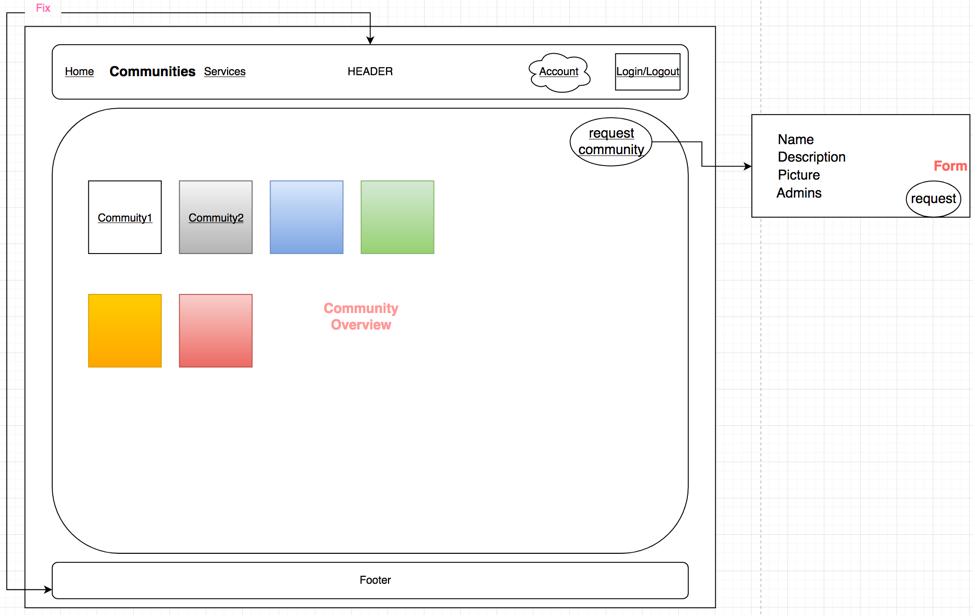 Fix
Home Communities Services HEADER Account Login/Logout
request
community
Name
Description
Picture
Admins
Form
request
Commuity1 Commuity2
Community
Overview
Footer